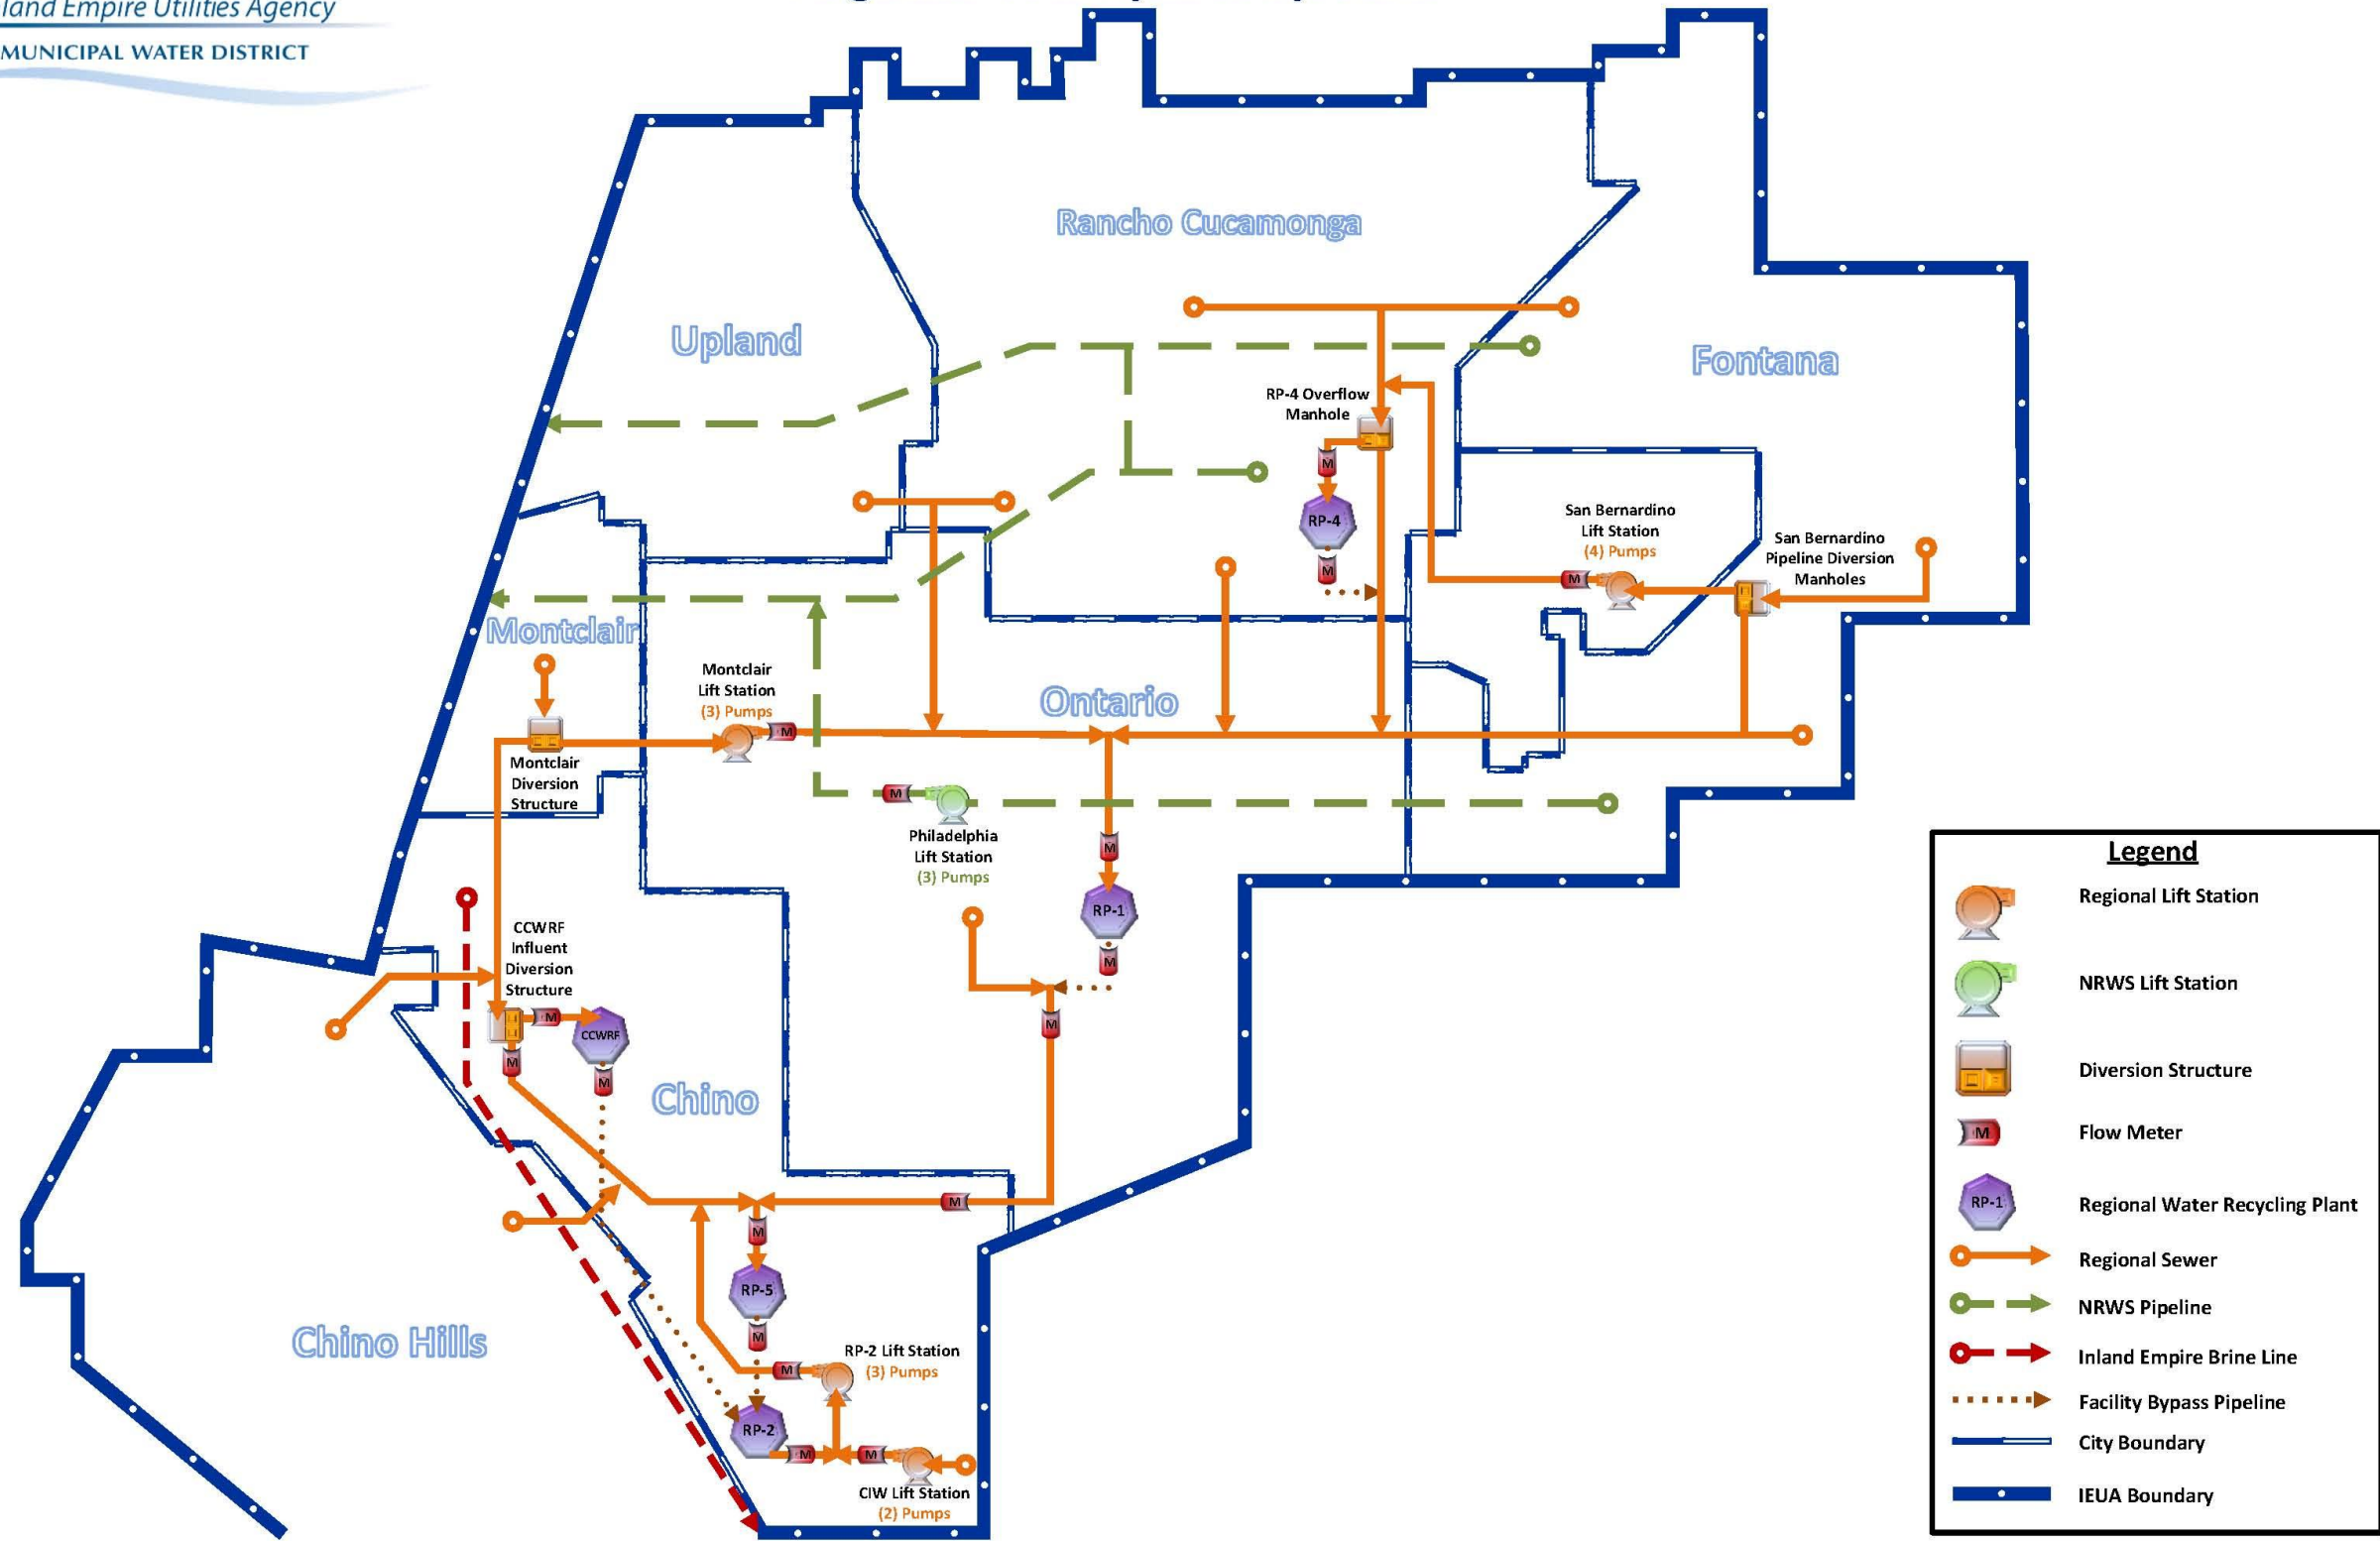 land Empire Utilities Agency
MUNICIPAL WATER DISTRICT
Rancho Cucamonga
Upland
Fontana
RP-4 Overflow
Manhole
M
RP-4
M
San Bernardino
Lift Station
(4) Pumps
M
San Bernardino
Pipeline Diversion
Manholes
Montclair
Montclair
Lift Station
(3) Pumps
M
Ontario
Montclair
Diversion
Structure
M
Philadelphia
Lift Station
(3) Pumps
M
RP-1
M
CCWRF
Influent
Diversion
Structure
M
CCWRF
M
M
M
Chino
M
M
RP-5
M
Chino Hills
RP-2 Lift Station
(3) Pumps
M
RP-2
M
M
CIW Lift Station
(2) Pumps
Legend
Regional Lift Station
NRWS Lift Station
Diversion Structure
M
Flow Meter
RP-1
Regional Water Recycling Plant
Regional Sewer
NRWS Pipeline
Inland Empire Brine Line
Facility Bypass Pipeline
City Boundary
IEUA Boundary